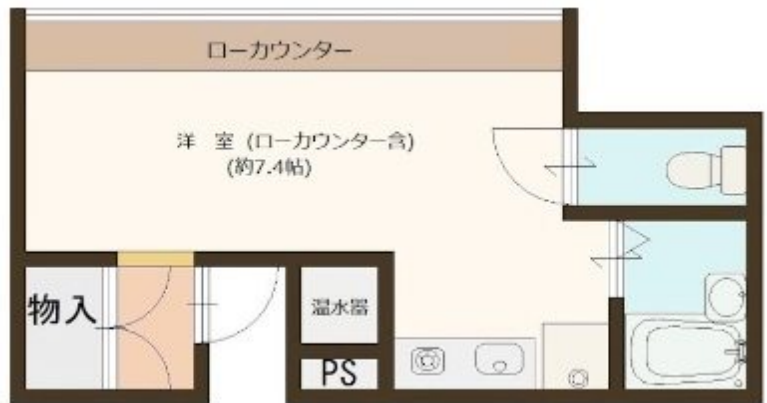 ローカウンター
洋 室 (ローカウンター含)
(約7.4帖)
物入
温水器
PS